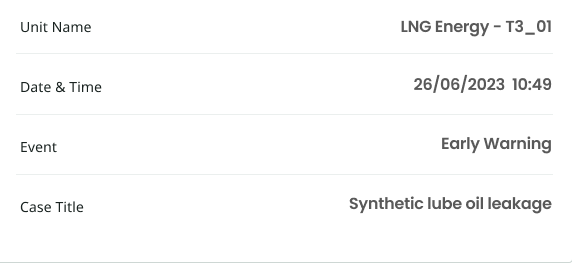 Unit Name LNG Energy - T3_01
Date & Time 26/06/2023 10:49
Event Early Warning
Case Title Synthetic lube oil leakage